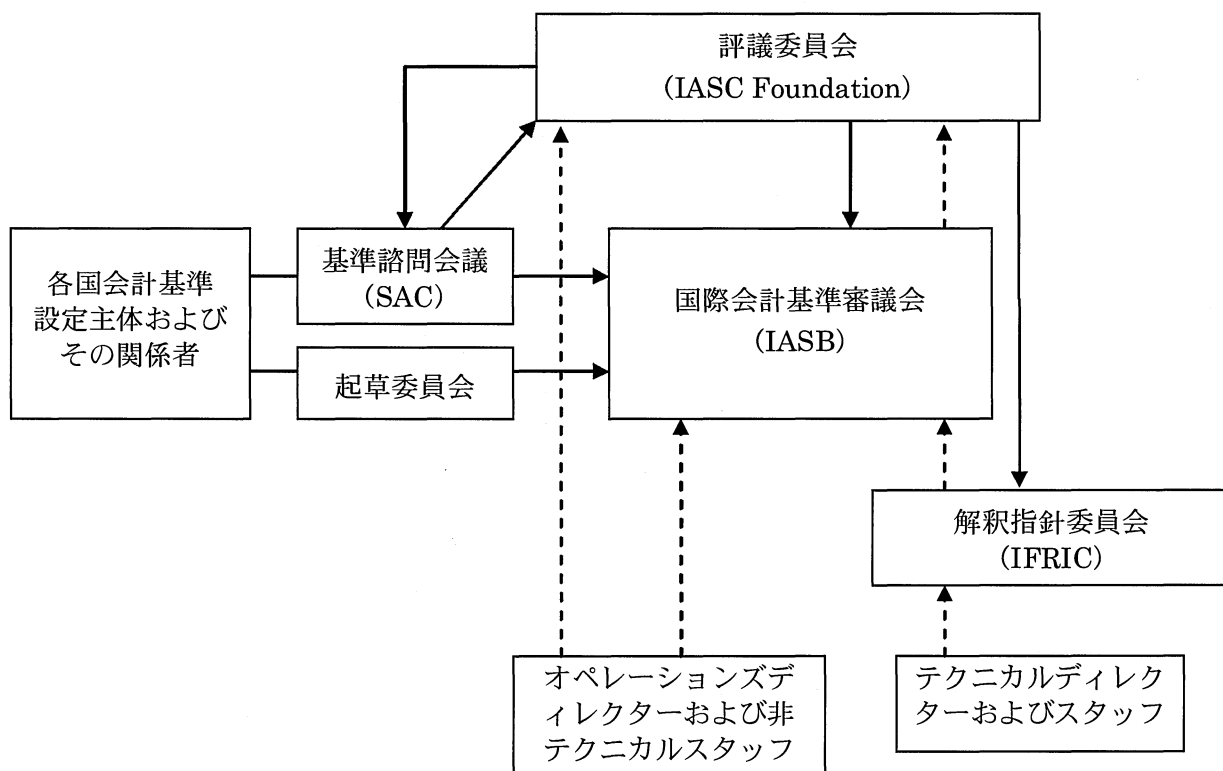 評議委員会
(IASC Foundation)
各国会計基準
設定主体および
その関係者
基準諮問会議
(SAC)
起草委員会
国際会計基準審議会
(IASB)
解釈指針委員会
(IFRIC)
オペレーションズデ
ィレクターおよび非
テクニカルスタッフ
テクニカルディレク
ターおよびスタッフ